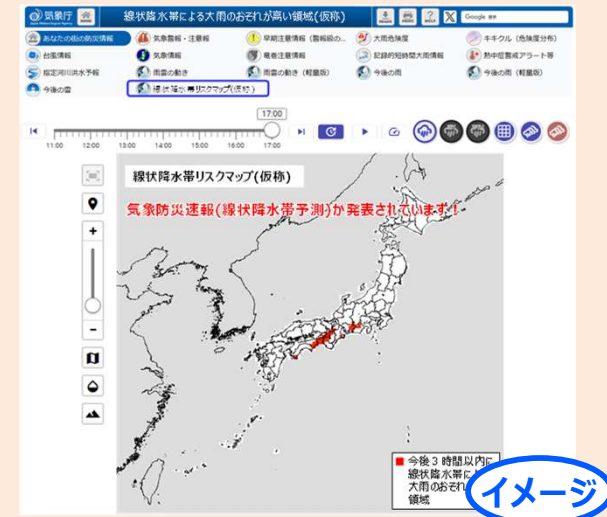 気象庁 線状降水帯による大雨のおそれが高い領域(仮称)
あなたの街の防災情報 気象警報・注意報 早期注意情報(警報級の... 大雨危険度 キキクル(危険度分布)
台風情報 気象情報 竜巻注意情報 記録的短時間大雨情報 熱中症警戒アラート等
指定河川洪水予報 雨雲の動き 雨雲の動き(軽量版) 今後の雨 今後の雨(軽量版)
今後の雪 線状降水帯リスクマップ(仮称)
17:00
11:00 12:00 13:00 14:00 15:00 16:00 17:00
線状降水帯リスクマップ(仮称)
気象防災速報(線状降水帯予測)が発表されています!
+
-
今後3時間以内に
線状降水帯によ
大雨のおそれ
領域
イメージ